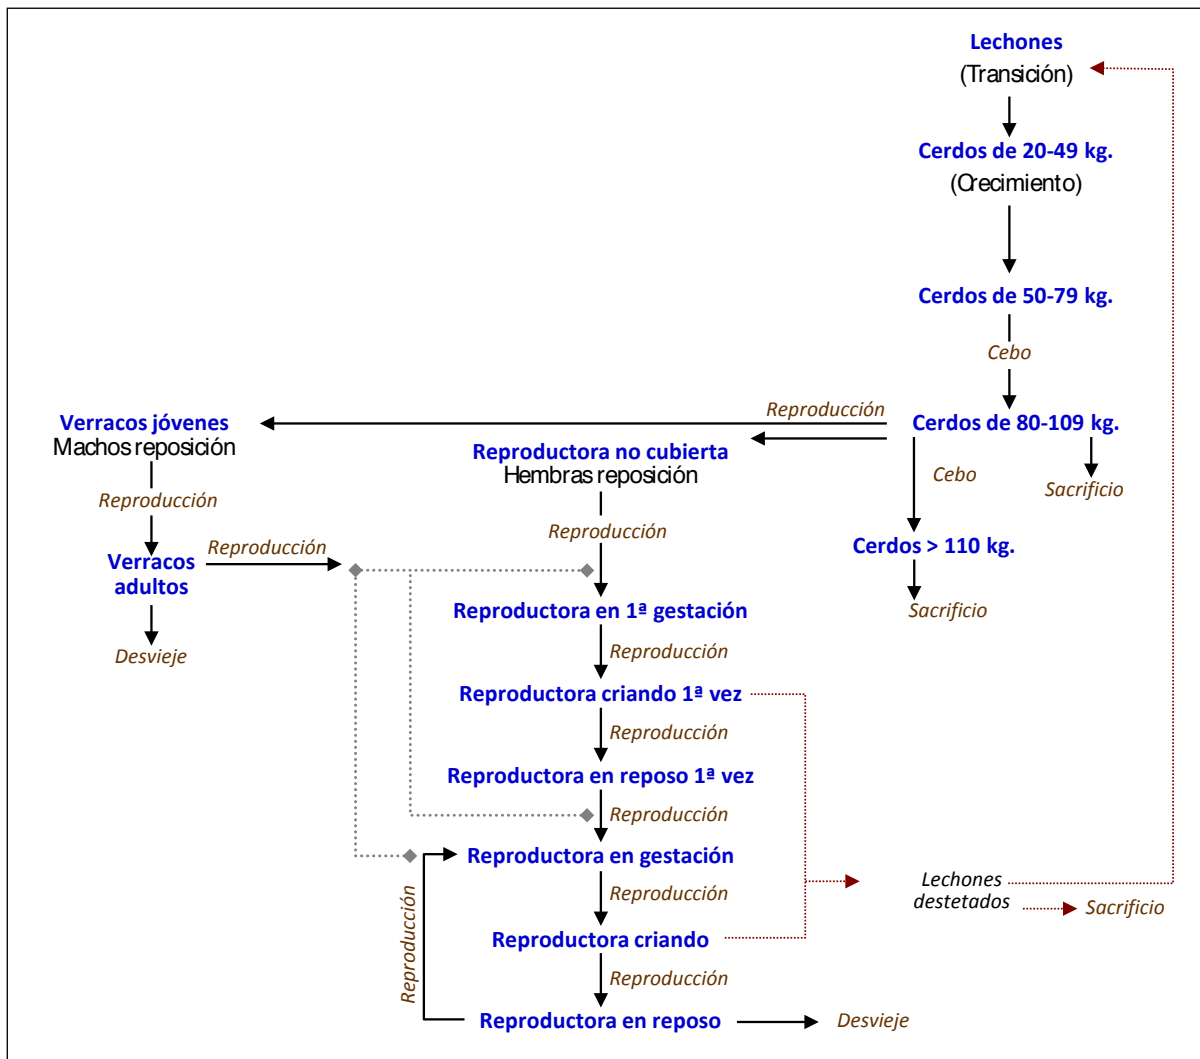 Lechones
(Transición)
Cerdos de 20-49 kg.
(Crecimiento)
Cerdos de 50-79 kg.
Cebo
Reproducción
Verracos jóvenes
Machos reposición
Cerdos de 80-109 kg.
Reproductora no cubierta
Hembras reposición
Cebo
Sacrificio
Reproducción
Reproducción
Reproducción
Verracos
adultos
Cerdos > 110 kg.
Sacrificio
Reproductora en 1ª gestación
Desvieje
Reproducción
Reproductora criando 1ª vez
Reproducción
Reproductora en reposo 1ª vez
Reproducción
Reproductora en gestación
Reproducción
Reproducción
Lechones
destetados
Sacrificio
Reproductora criando
Reproducción
Reproductora en reposo
Desvieje